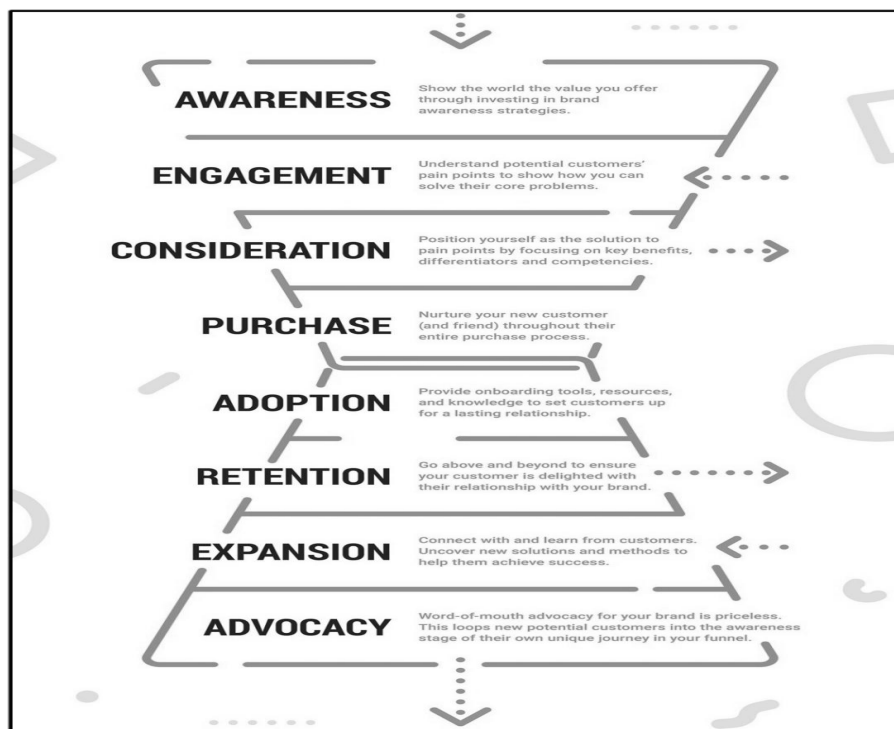 AWARENESS
Show the world the value you offer
through investing in brand
awareness strategies.
ENGAGEMENT
Understand potential customers’
pain points to show how you can
solve their core problems.
CONSIDERATION
Position yourself as the solution to
pain points by focusing on key benefits,
differentiators and competencies.
PURCHASE
Nurture your new customer
(and friend) throughout their
entire purchase process.
ADOPTION
Provide onboarding tools, resources,
and knowledge to set customers up
for a lasting relationship.
RETENTION
Go above and beyond to ensure
your customer is delighted with
their relationship with your brand.
EXPANSION
Connect with and learn from customers.
Uncover new solutions and methods to
help them achieve success.
ADVOCACY
Word-of-mouth advocacy for your brand is priceless.
This loops new potential customers into the awareness
stage of their own unique journey in your funnel.